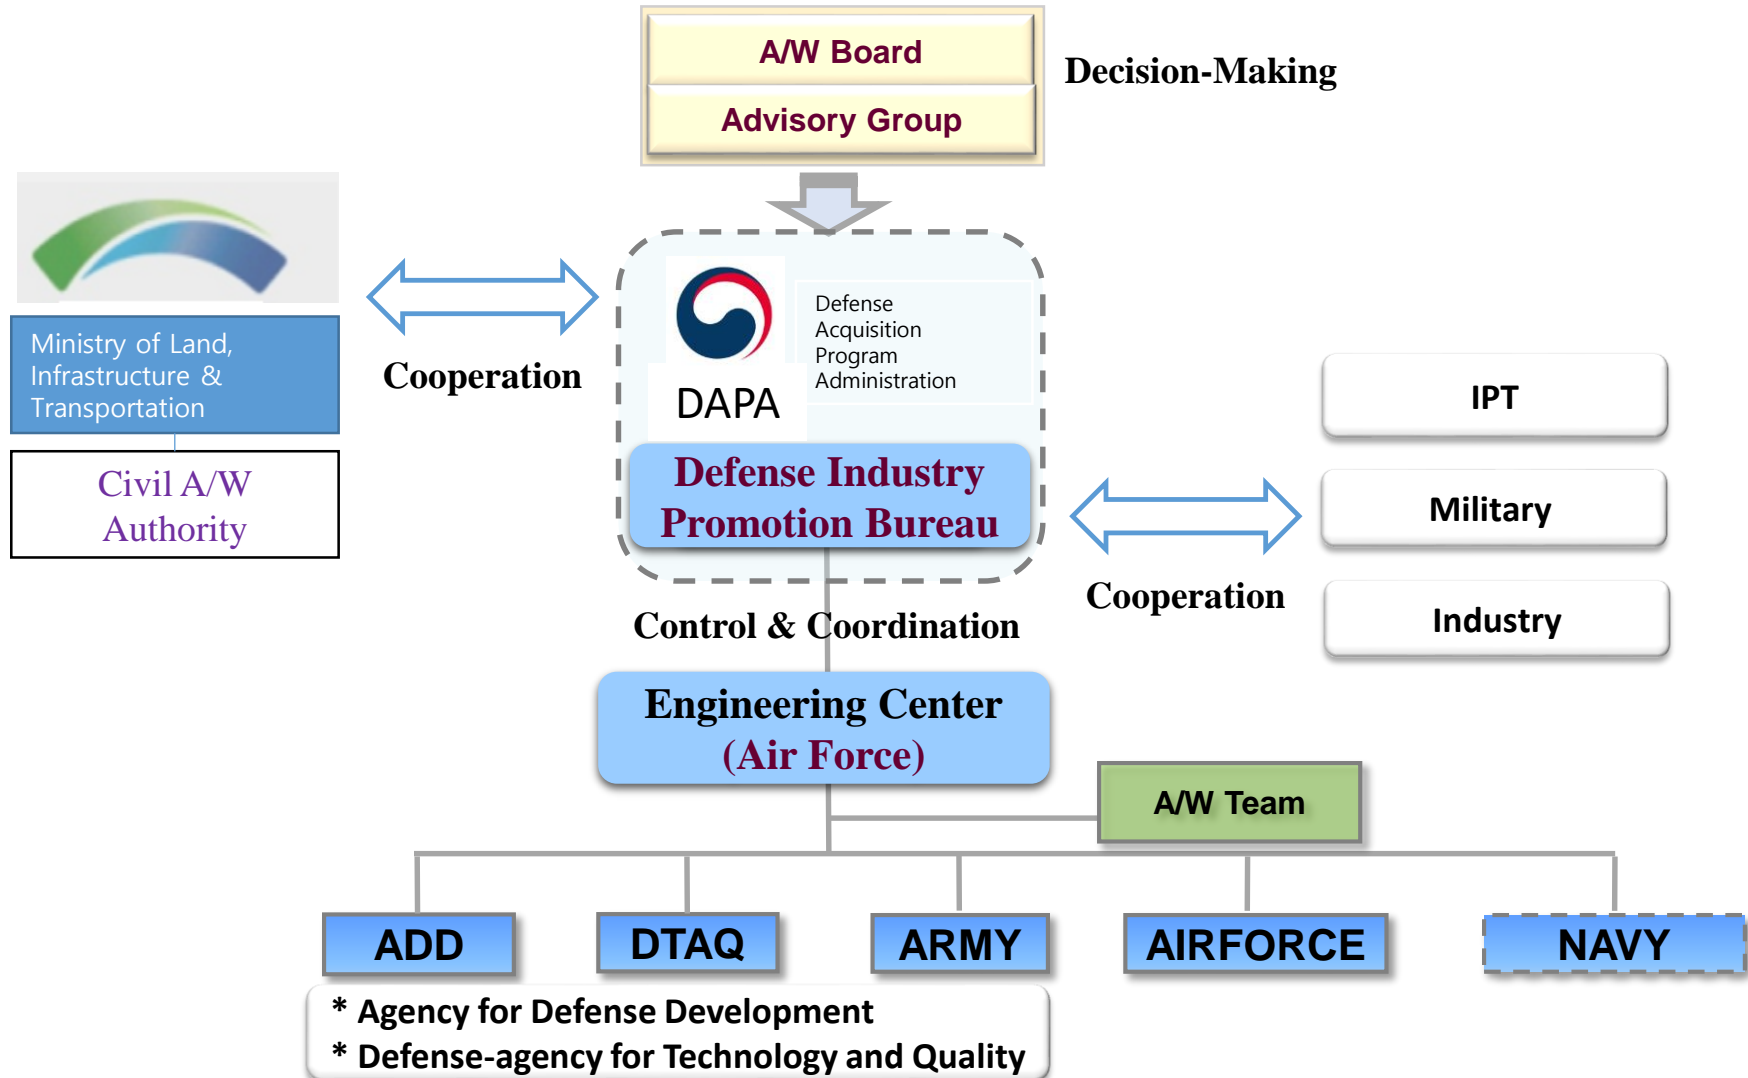 A/W Board
Advisory Group
Decision-Making
Ministry of Land,
Infrastructure &
Transportation
Civil A/W
Authority
Cooperation
Defense
Acquisition
Program
Administration
DAPA
Defense Industry
Promotion Bureau
Cooperation
IPT
Military
Industry
Control & Coordination
Engineering Center
(Air Force)
A/W Team
ADD
DTAQ
ARMY
AIRFORCE
NAVY
* Agency for Defense Development
* Defense-agency for Technology and Quality